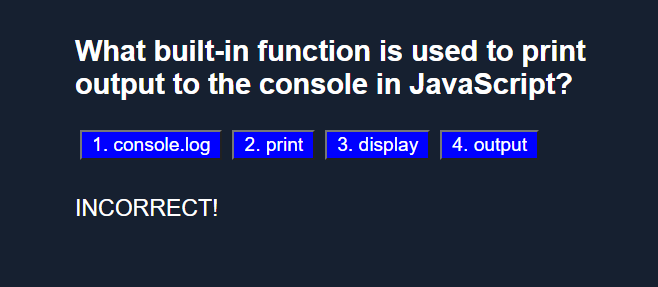 What built-in function is used to print
output to the console in JavaScript?
1. console.log 2. print 3. display 4. output
INCORRECT!